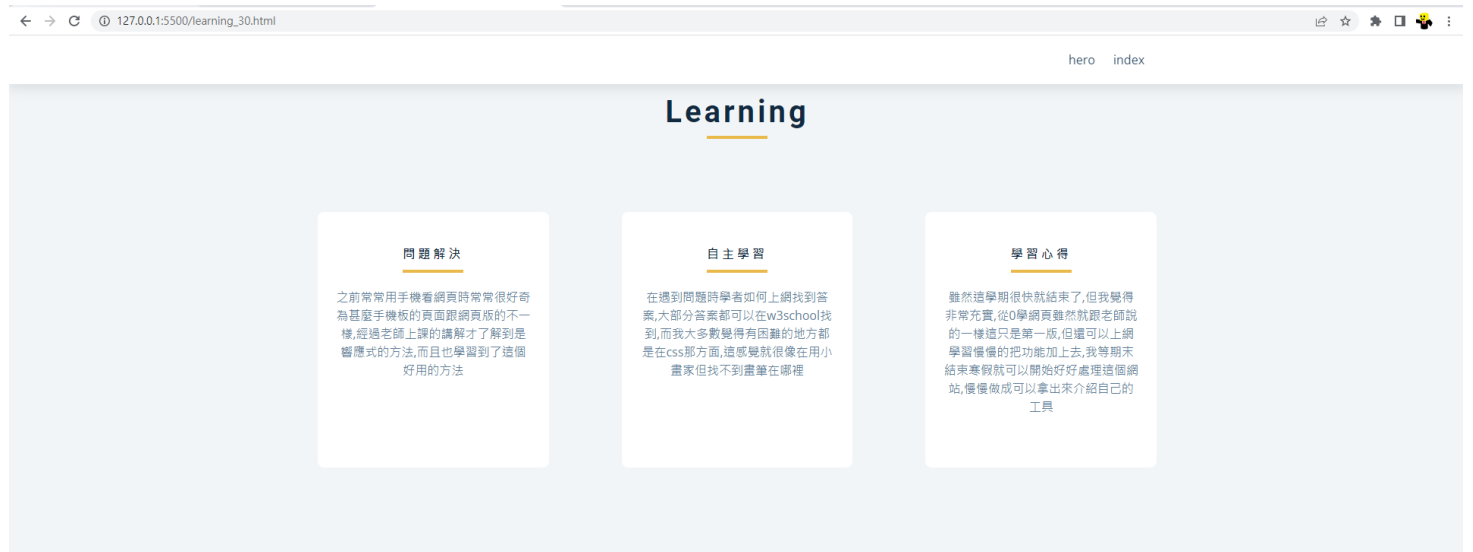 127.0.0.1:5500/learning_30.html
hero index
Learning
問題解決
之前常常用手機看網頁時常常很好奇
為甚麼手機板的頁面跟網頁版的不一
樣,經過老師上課的講解才了解到是
響應式的方法,而且也學習到了這個
好用的方法
自主學習
在遇到問題時學者如何上網找到答
案,大部分答案都可以在w3school找
到,而我大多數覺得有困難的地方都
是在css那方面,這感覺就很像在用小
畫家但找不到畫筆在哪裡
學習心得
雖然這學期很快就結束了,但我覺得
非常充實,從0學網頁雖然就跟老師說
的一樣這只是第一版,但還可以上網
學習慢慢的把功能加上去,我等期末
結束寒假就可以開始好好處理這個網
站,慢慢做成可以拿出來介紹自己的
工具